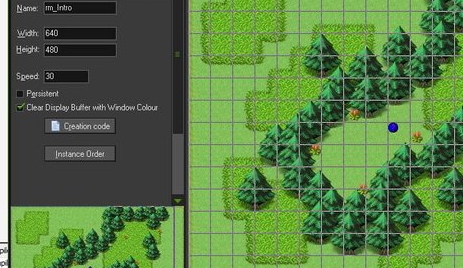 Name: rm_Intro
Width: 640
Height: 480
Speed: 30
Persistent
Clear Display Buffer with Window Colour
Creation code
Instance Order